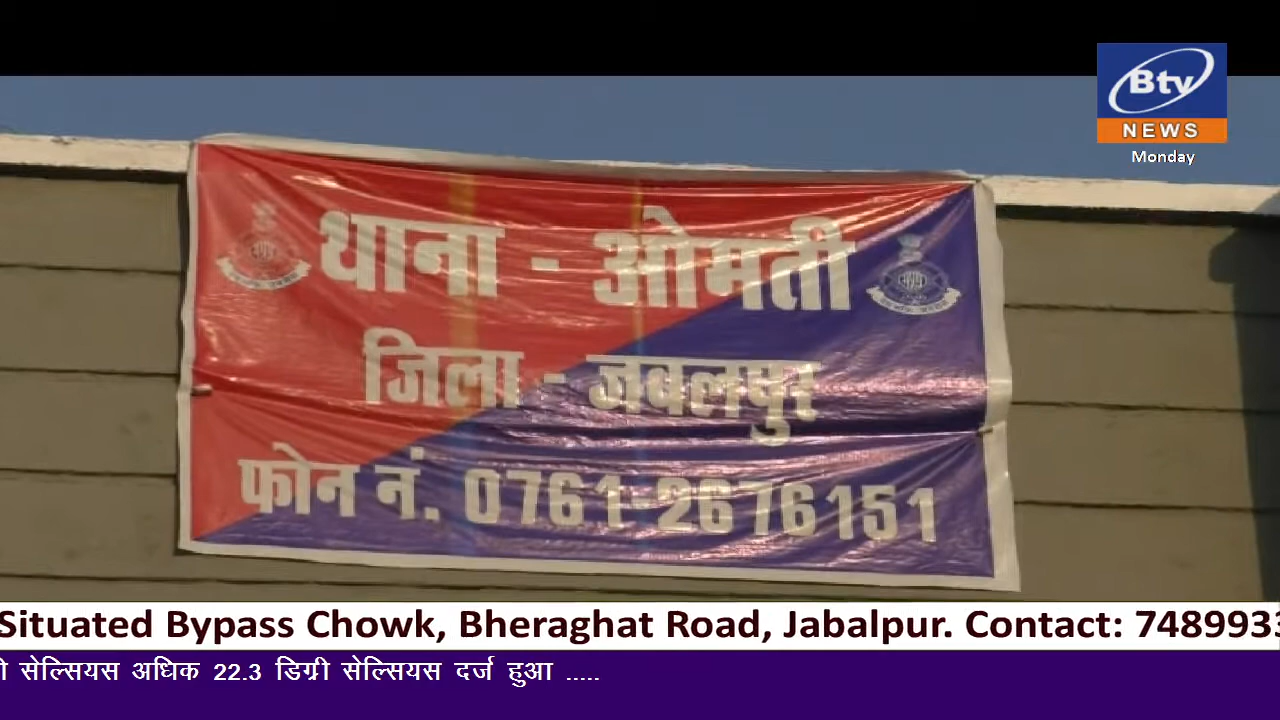 Btv
NEWS
Monday
थाना - ओमती
जिला - जबलपुर
फोन नं. 0761-2676151
Situated Bypass Chowk, Bheraghat Road, Jabalpur. Contact: 748993
सेल्सियस अधिक 22.3 डिग्री सेल्सियस दर्ज हुआ .....